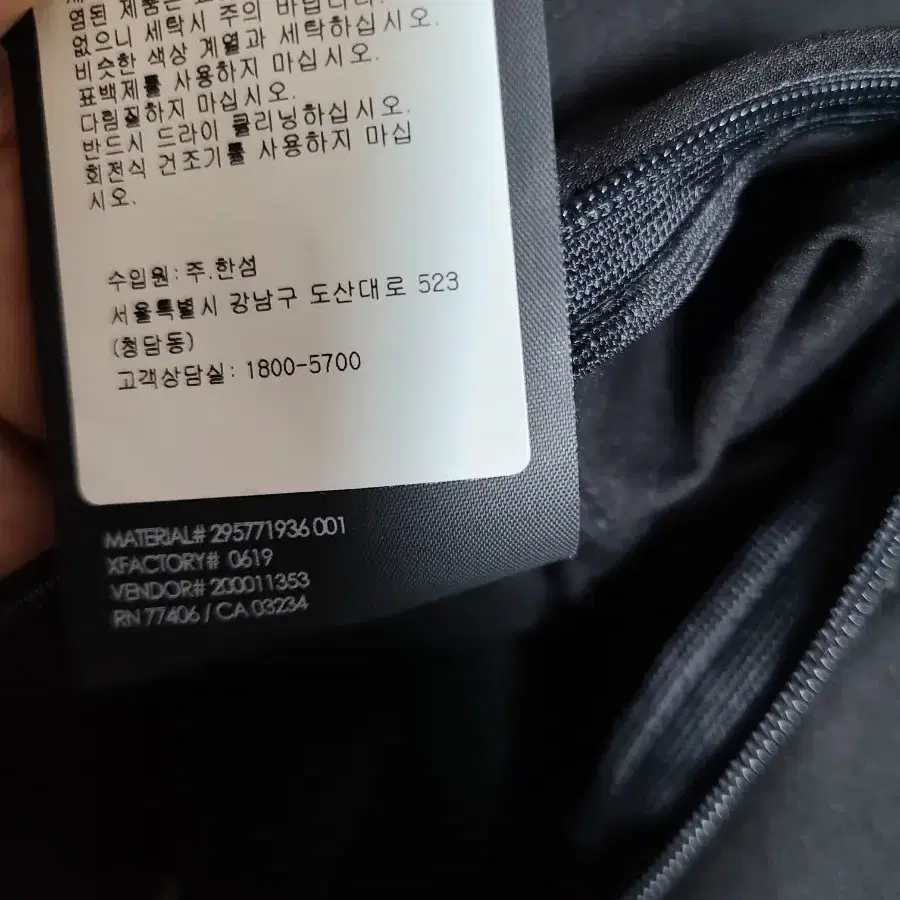 염된 제품은
없으니 세탁시 주의 바랍니다.
비슷한 색상 계열과 세탁하십시오.
표백제를 사용하지 마십시오.
다림질하지 마십시오.
반드시 드라이 클리닝하십시오.
회전식 건조기를 사용하지 마십
시오.
수입원: 주.한섬
서울특별시 강남구 도산대로 523
(청담동)
고객상담실: 1800-5700
MATERIAL# 295771936 001
XFACTORY# 0619
VENDOR# 200011353
RN 77406 / CA 03234